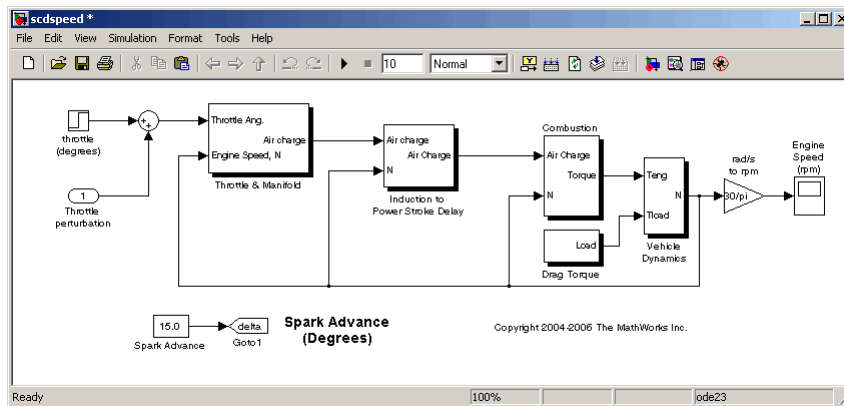 scdspeed *
File Edit View Simulation Format Tools Help
10 Normal
throttle
(degrees)
1
Throttle
perturbation
Throttle Ang.
Air charge
Engine Speed, N
Throttle & Manifold
Air charge
Air Charge
N
Induction to
Power Stroke Delay
Combustion
Air Charge
Torque
N
Load
Drag Torque
Teng
N
Tload
Vehicle
Dynamics
rad/s
to rpm
30/pi
Engine
Speed
(rpm)
15.0
Spark Advance
delta
Goto1
Spark Advance
(Degrees)
Copyright 2004-2006 The MathWorks Inc.
Ready 100% ode23